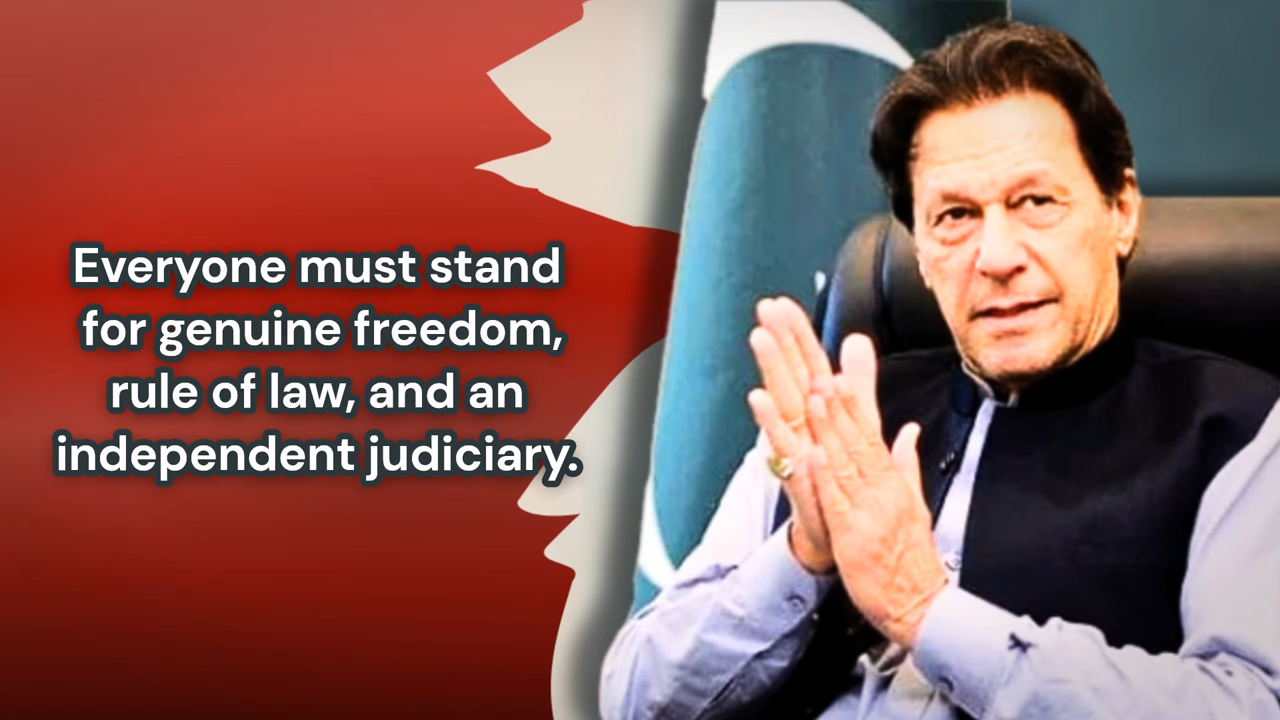 Everyone must stand
for genuine freedom,
rule of law, and an
independent judiciary.